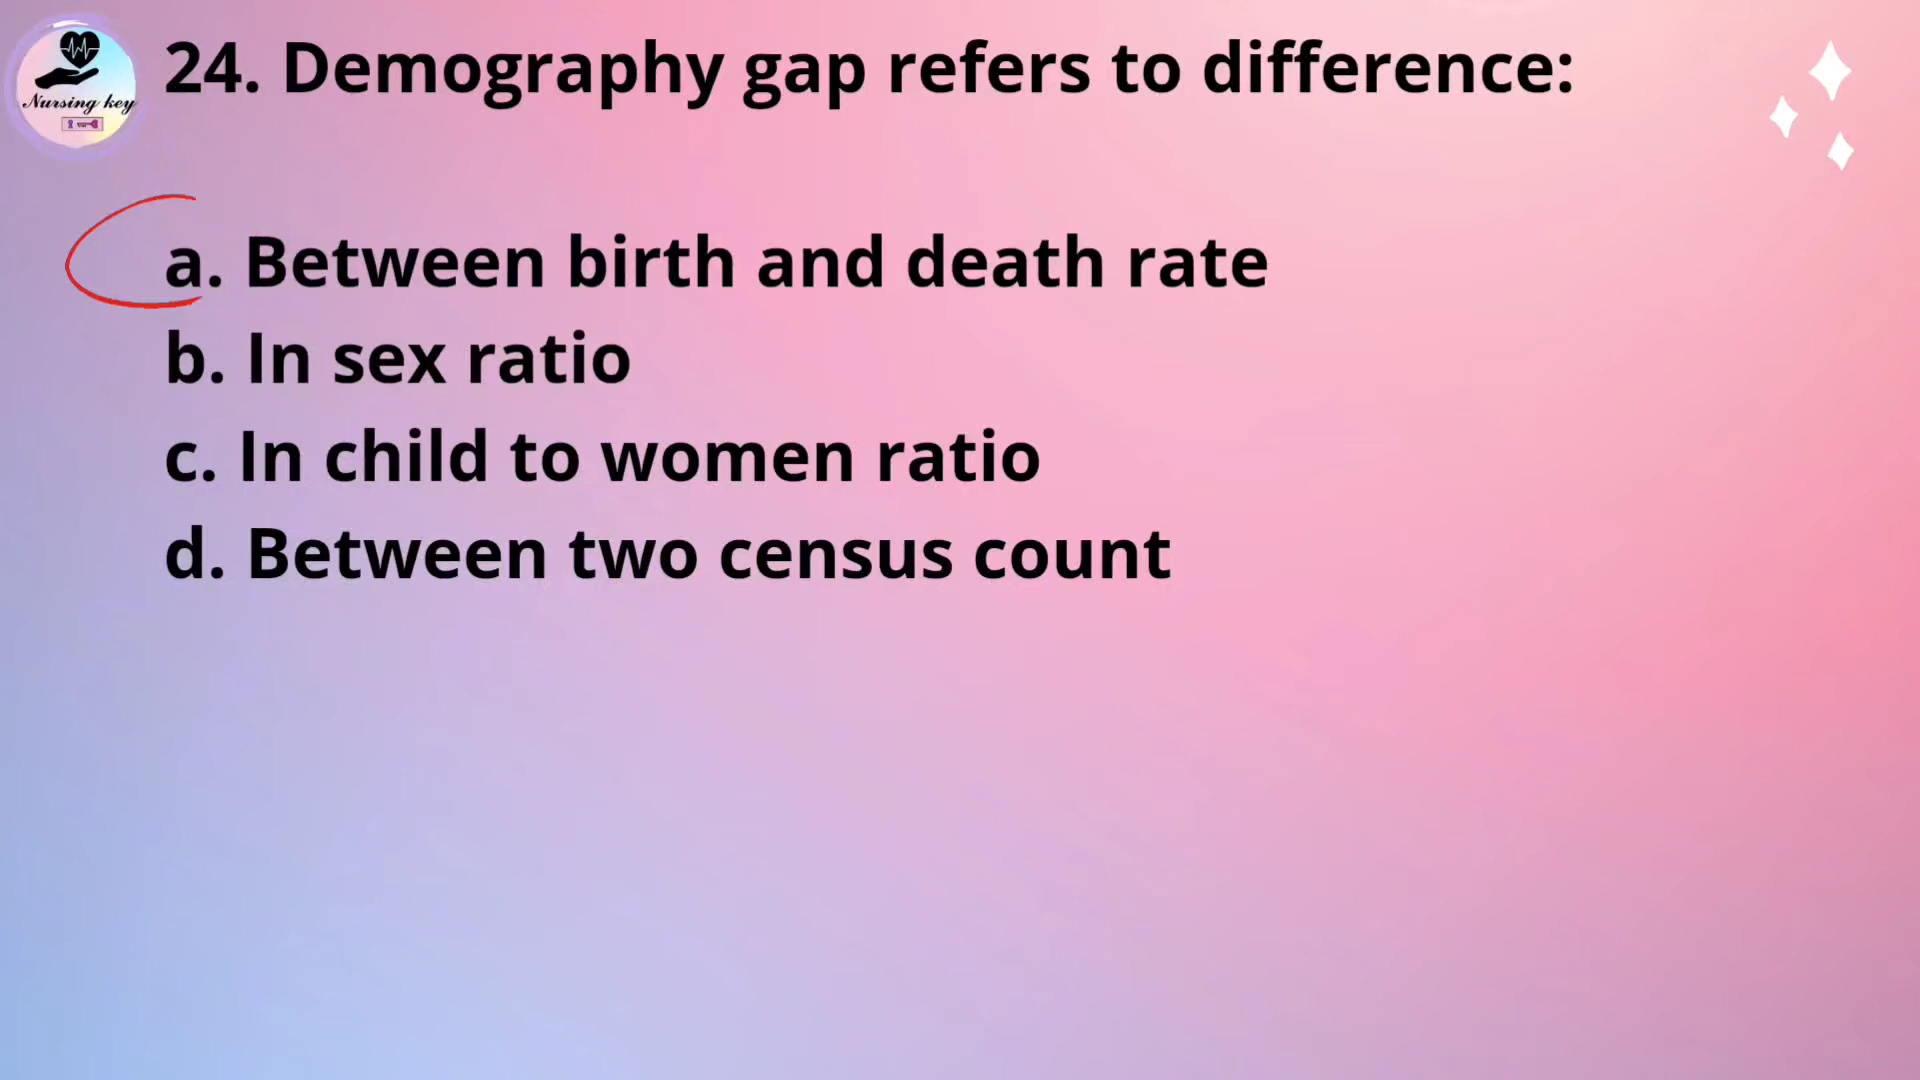 Nursing key
24. Demography gap refers to difference:
a. Between birth and death rate
b. In sex ratio
c. In child to women ratio
d. Between two census count